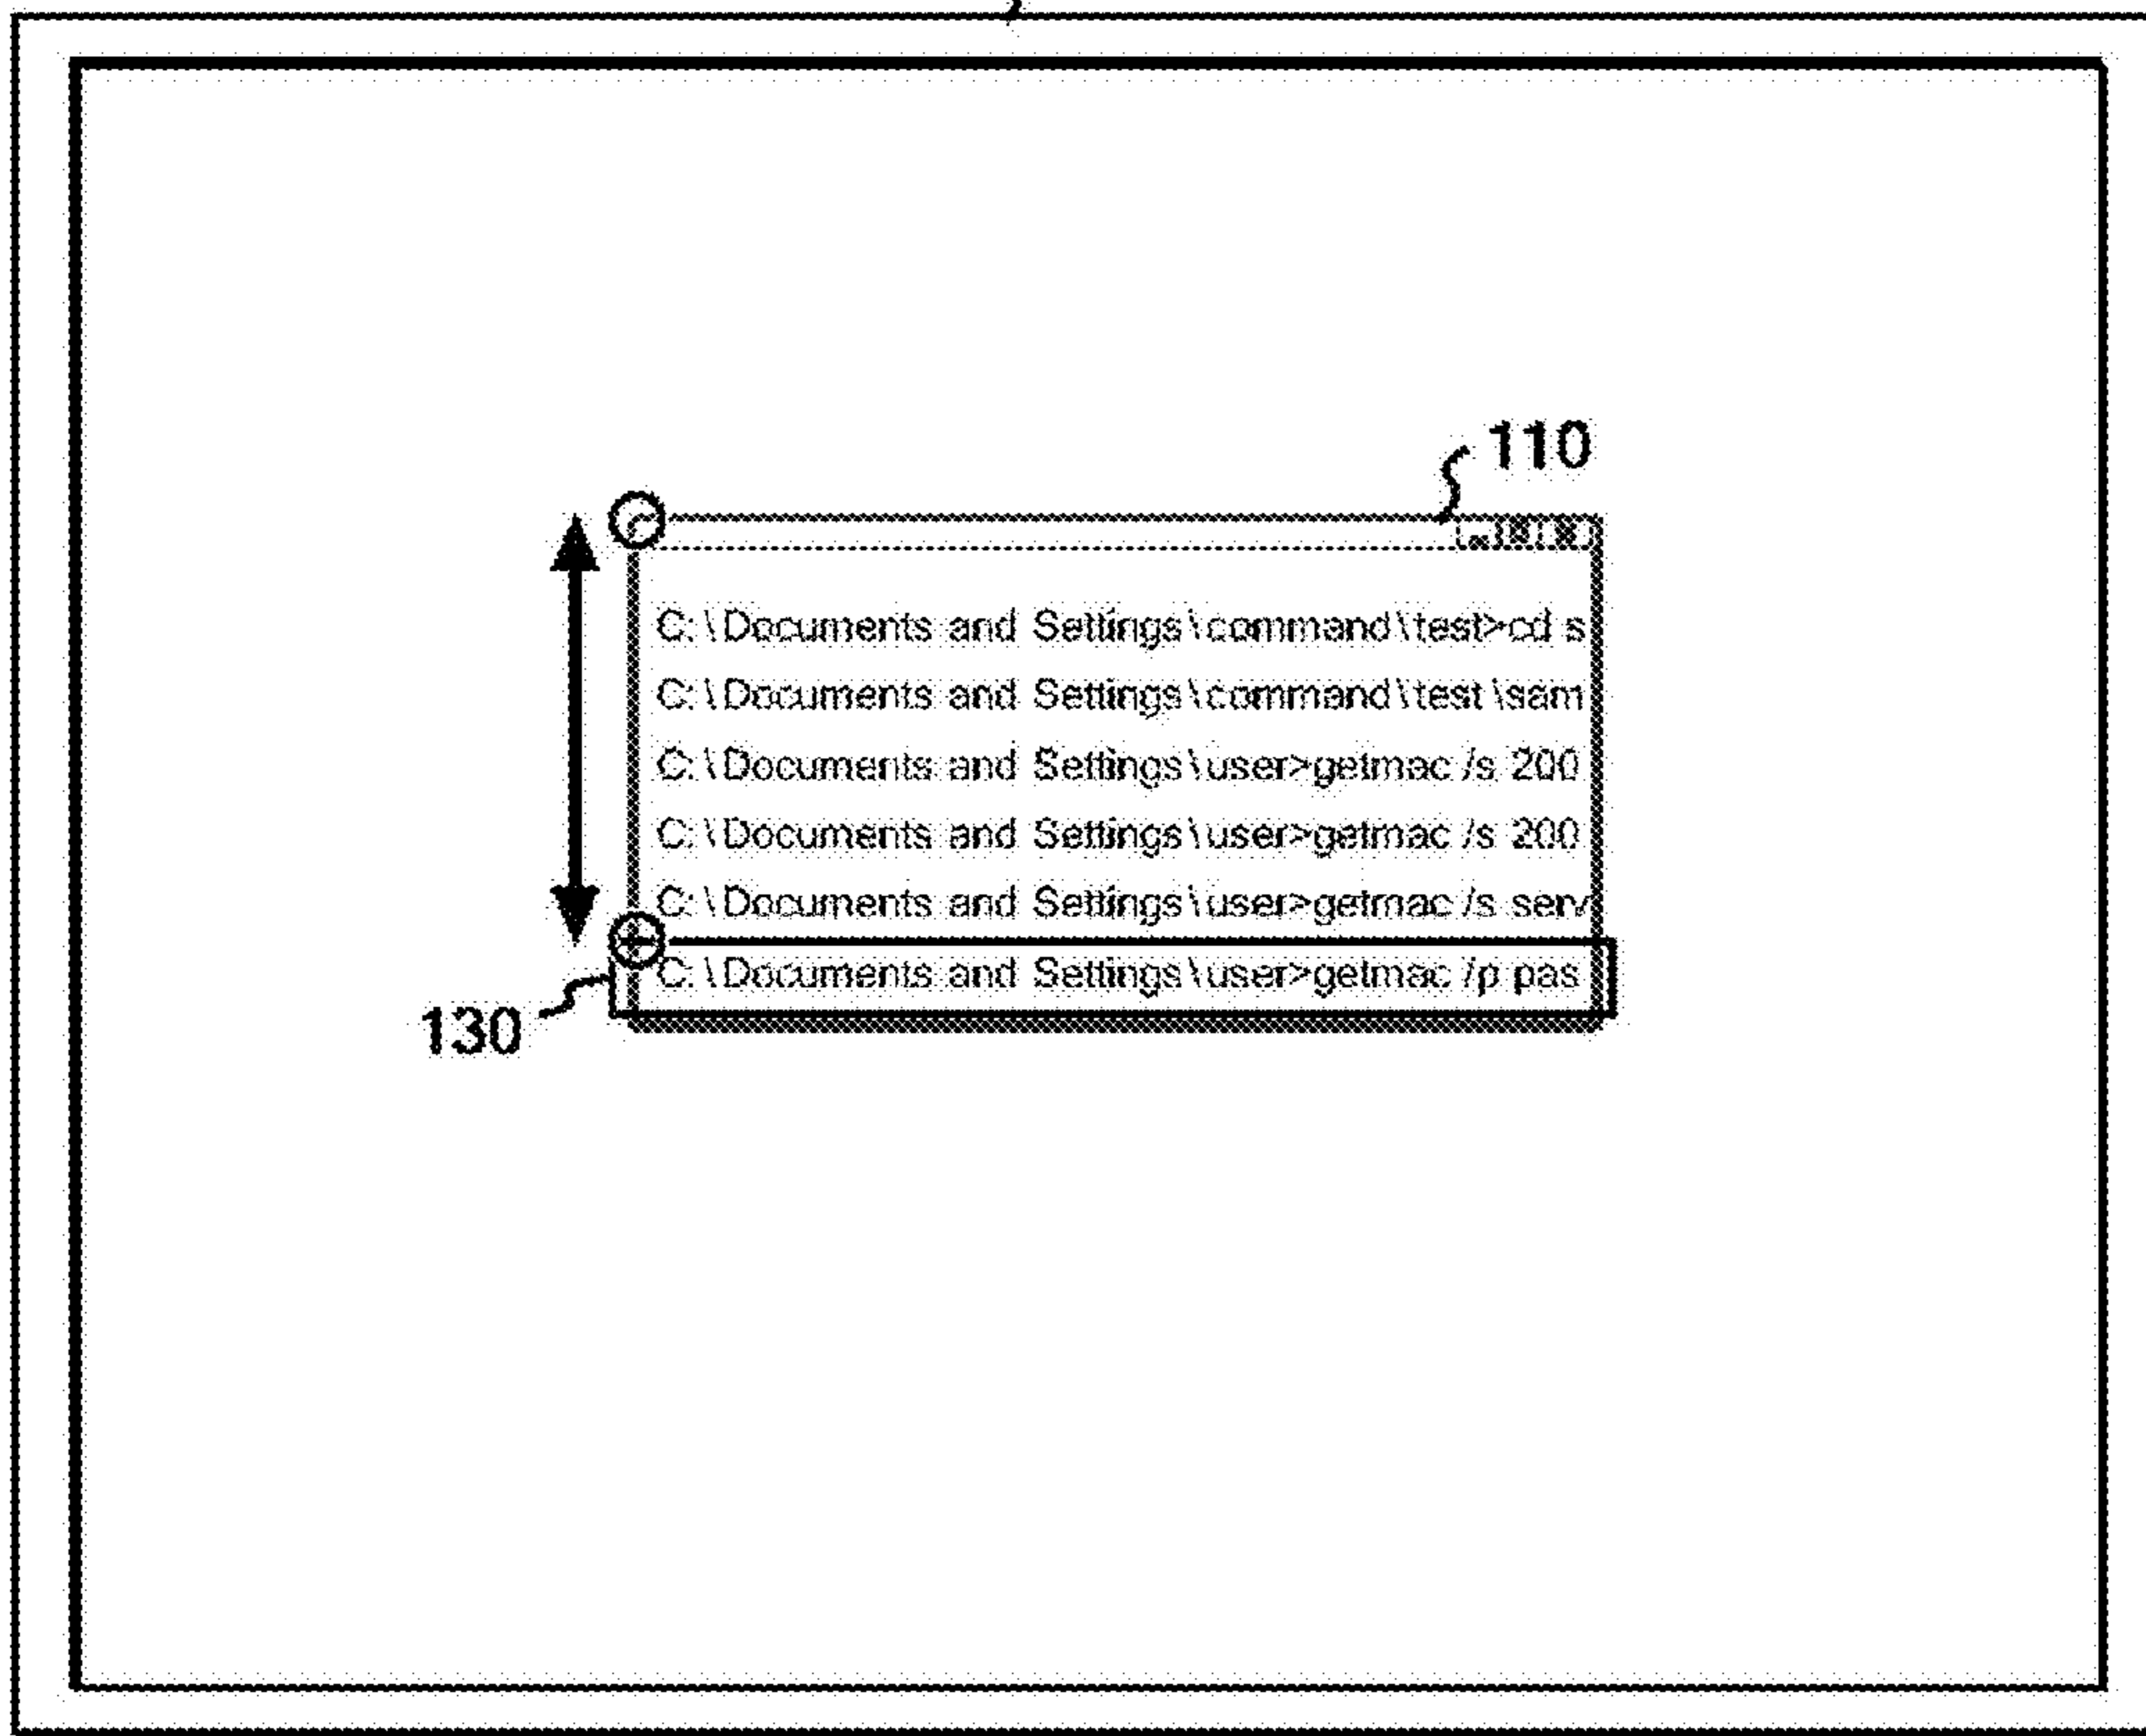 110
C:\Documents and Settings\command\test>cd s
C:\Documents and Settings\command\test\sam
C:\Documents and Settings\user>getmac /s 200
C:\Documents and Settings\user>getmac /s 200
C:\Documents and Settings\user>getmac /s serv
C:\Documents and Settings\user>getmac /p pas
130